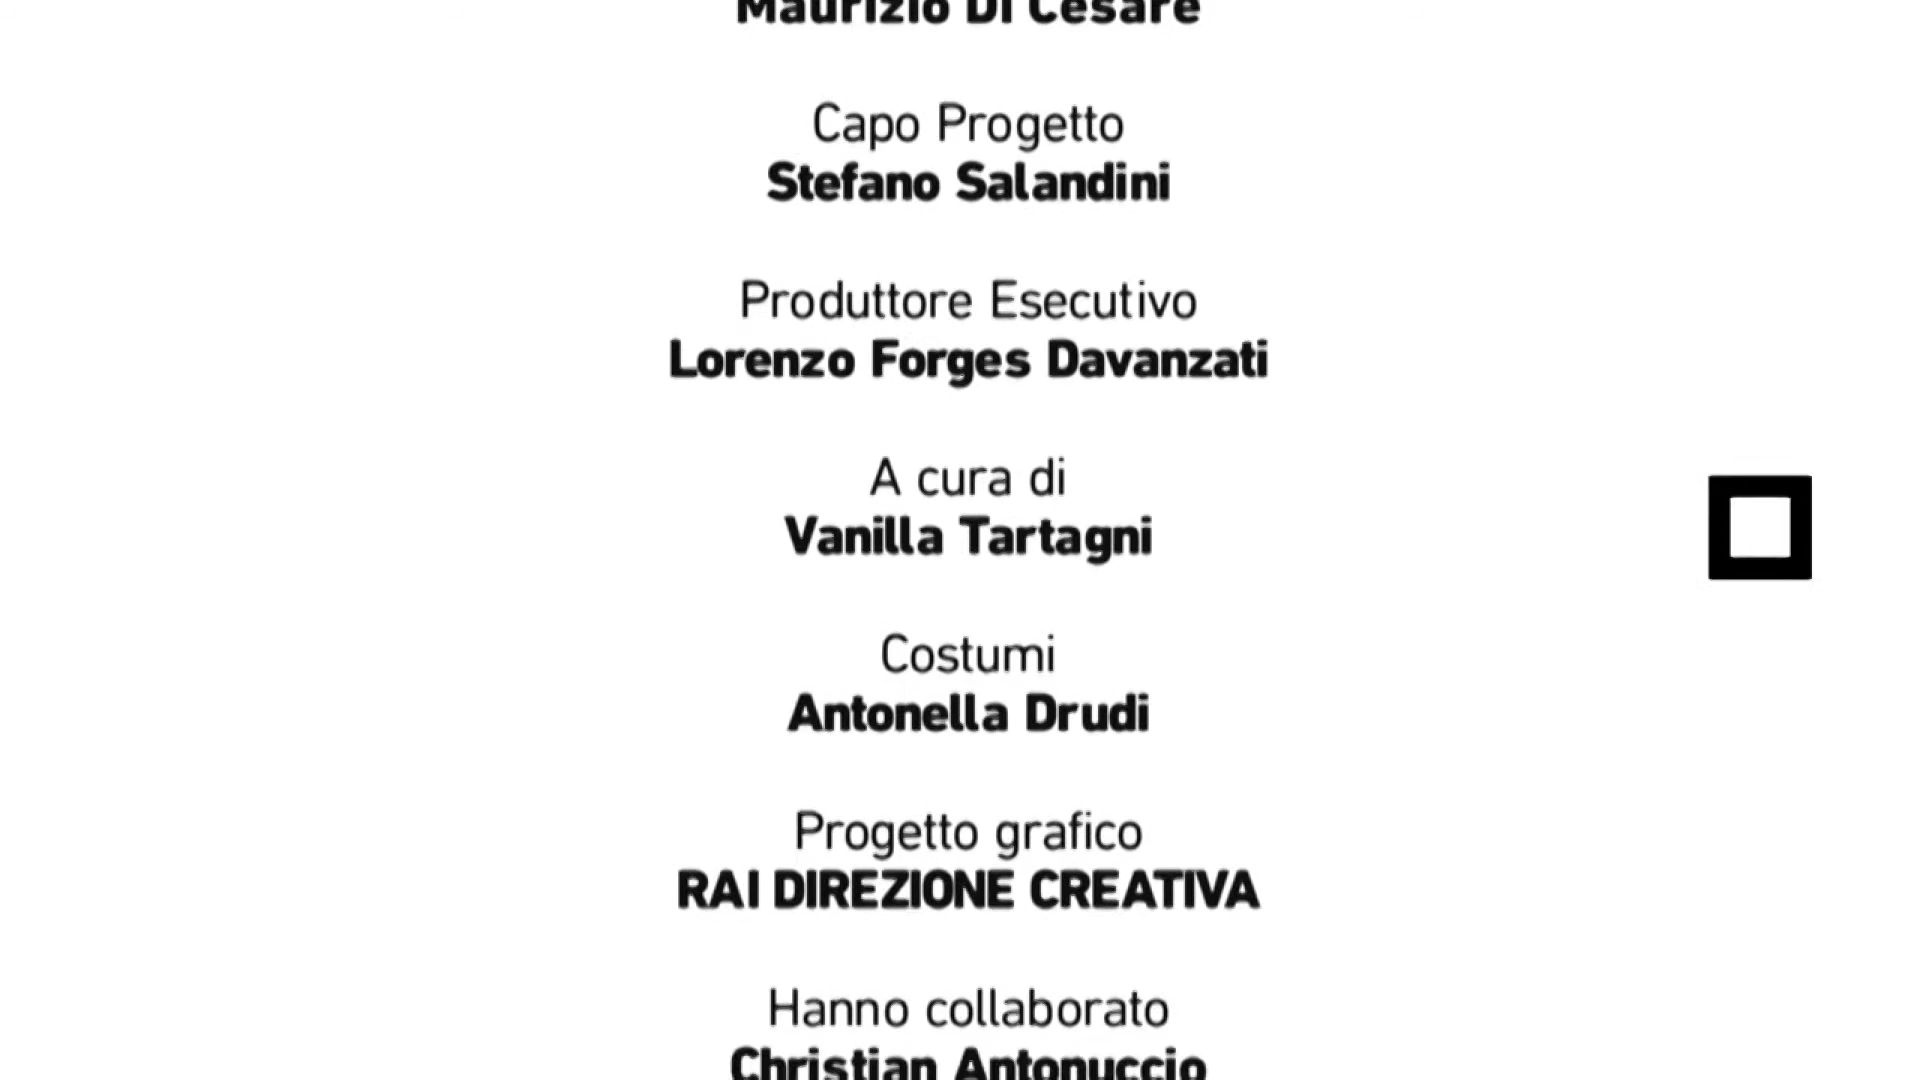 Maurizio Di Cesare
Capo Progetto
Stefano Salandini
Produttore Esecutivo
Lorenzo Forges Davanzati
A cura di
Vanilla Tartagni
Costumi
Antonella Drudi
Progetto grafico
RAI DIREZIONE CREATIVA
Hanno collaborato
Christian Antonuccio